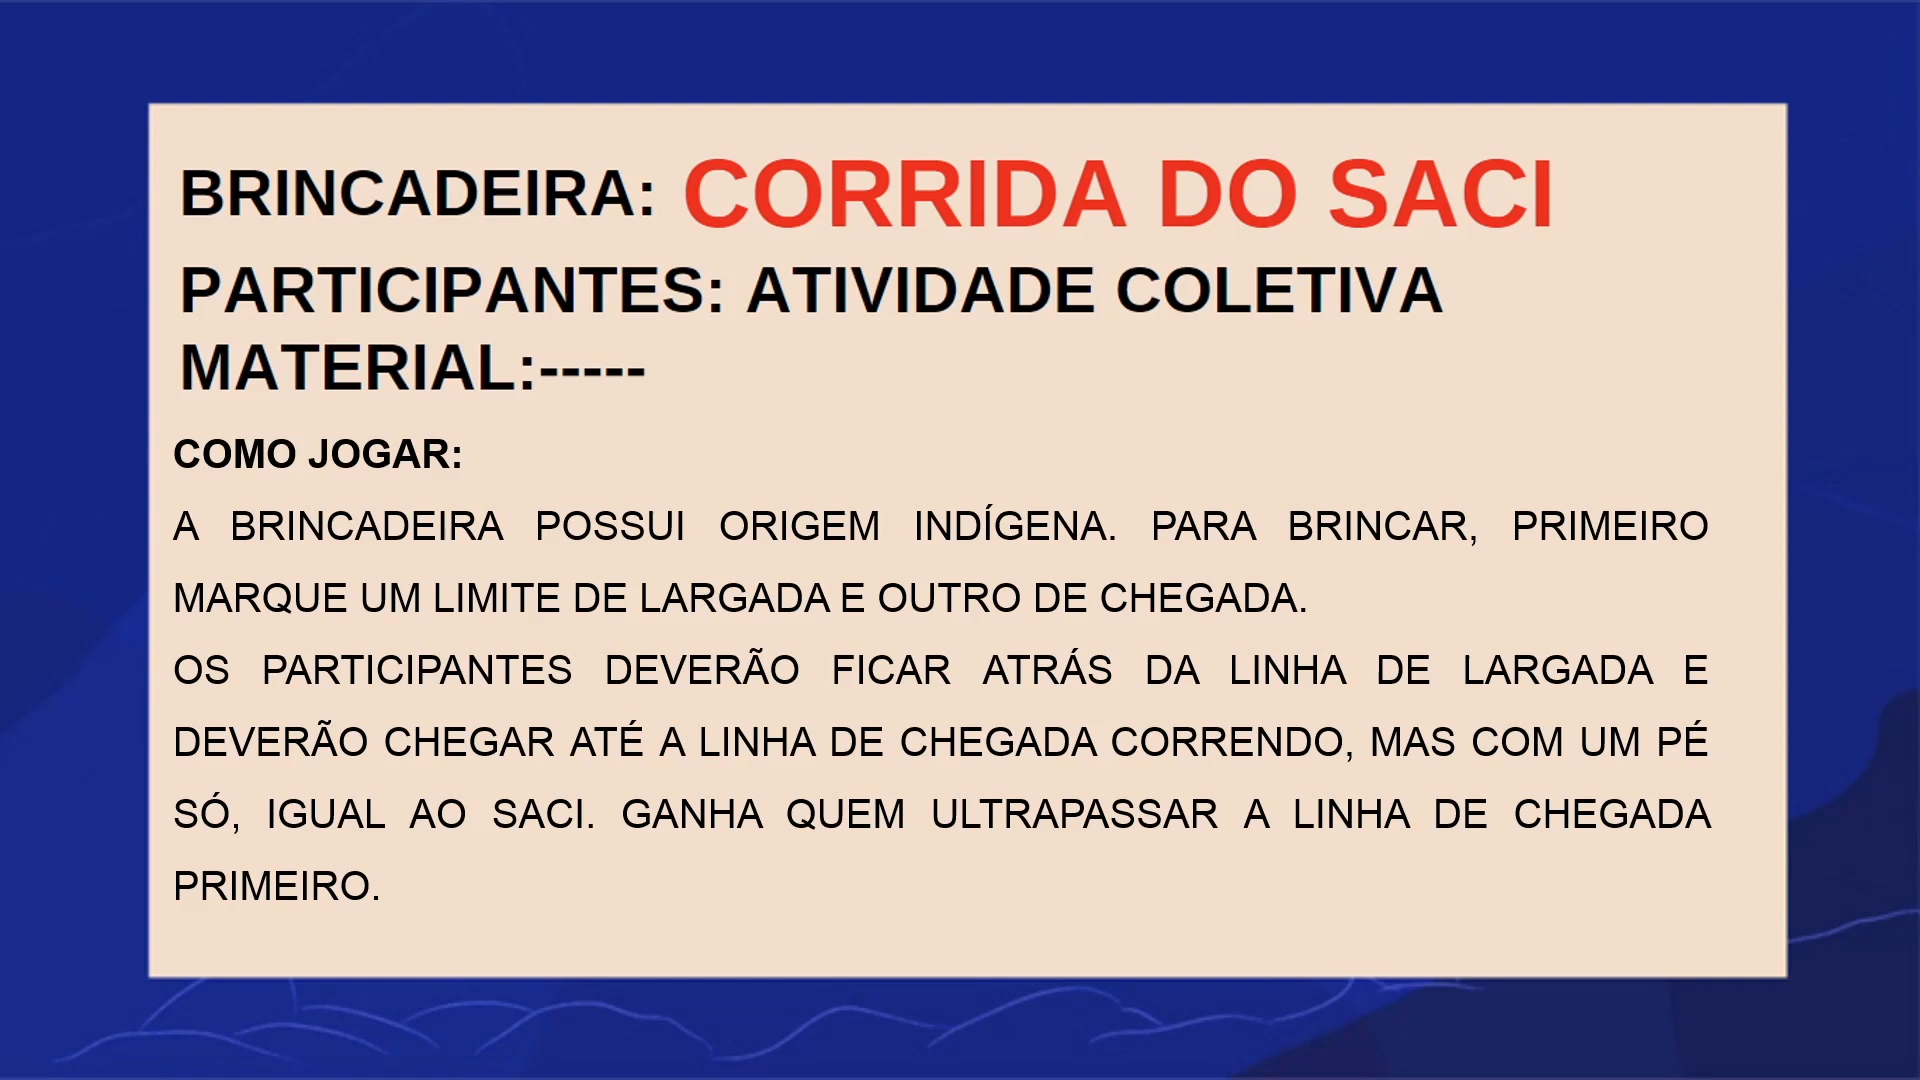 BRINCADEIRA: CORRIDA DO SACI
PARTICIPANTES: ATIVIDADE COLETIVA
MATERIAL:-----
COMO JOGAR:
A BRINCADEIRA POSSUI ORIGEM INDÍGENA. PARA BRINCAR, PRIMEIRO
MARQUE UM LIMITE DE LARGADA E OUTRO DE CHEGADA.
OS PARTICIPANTES DEVERÃO FICAR ATRÁS DA LINHA DE LARGADA E
DEVERÃO CHEGAR ATÉ A LINHA DE CHEGADA CORRENDO, MAS COM UM PÉ
SÓ, IGUAL AO SACI. GANHA QUEM ULTRAPASSAR A LINHA DE CHEGADA
PRIMEIRO.